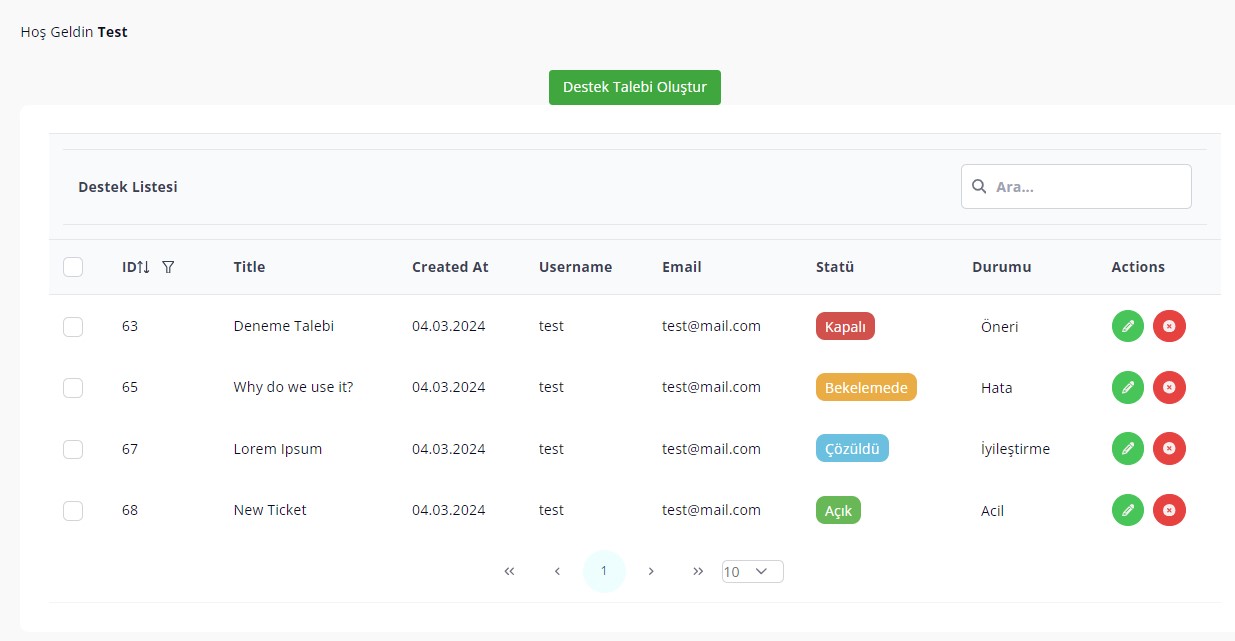 Hoş Geldin Test
Destek Talebi Oluştur
Destek Listesi
Ara...
ID Title Created At Username Email Statü Durumu Actions
63 Deneme Talebi 04.03.2024 test test@mail.com Kapalı Öneri
65 Why do we use it? 04.03.2024 test test@mail.com Bekelemede Hata
67 Lorem Ipsum 04.03.2024 test test@mail.com Çözüldü İyileştirme
68 New Ticket 04.03.2024 test test@mail.com Açık Acil
1 10